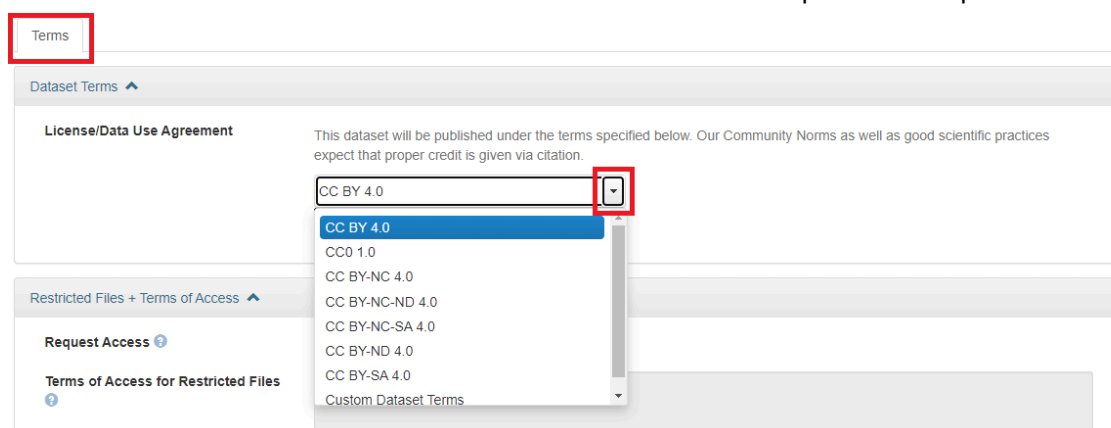 Terms
Dataset Terms
License/Data Use Agreement
This dataset will be published under the terms specified below. Our Community Norms as well as good scientific practices
expect that proper credit is given via citation.
CC BY 4.0
CC BY 4.0
CC0 1.0
CC BY-NC 4.0
CC BY-NC-ND 4.0
CC BY-NC-SA 4.0
CC BY-ND 4.0
CC BY-SA 4.0
Custom Dataset Terms
Restricted Files + Terms of Access
Request Access ?
Terms of Access for Restricted Files
?